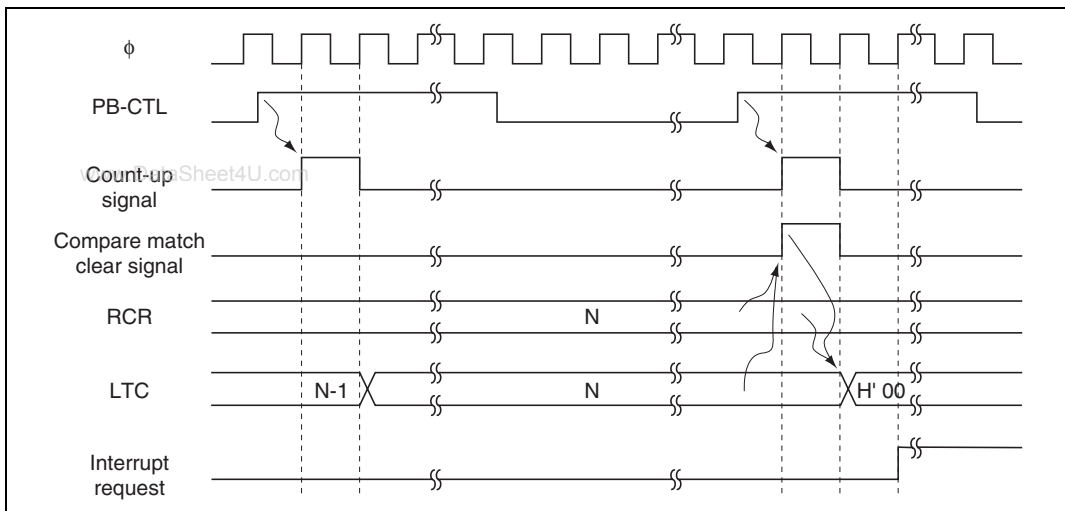 ϕ
PB-CTL
www.DataSheet4U.com
Count-up
signal
Compare match
clear signal
RCR
N
LTC
N-1
N
H' 00
Interrupt
request